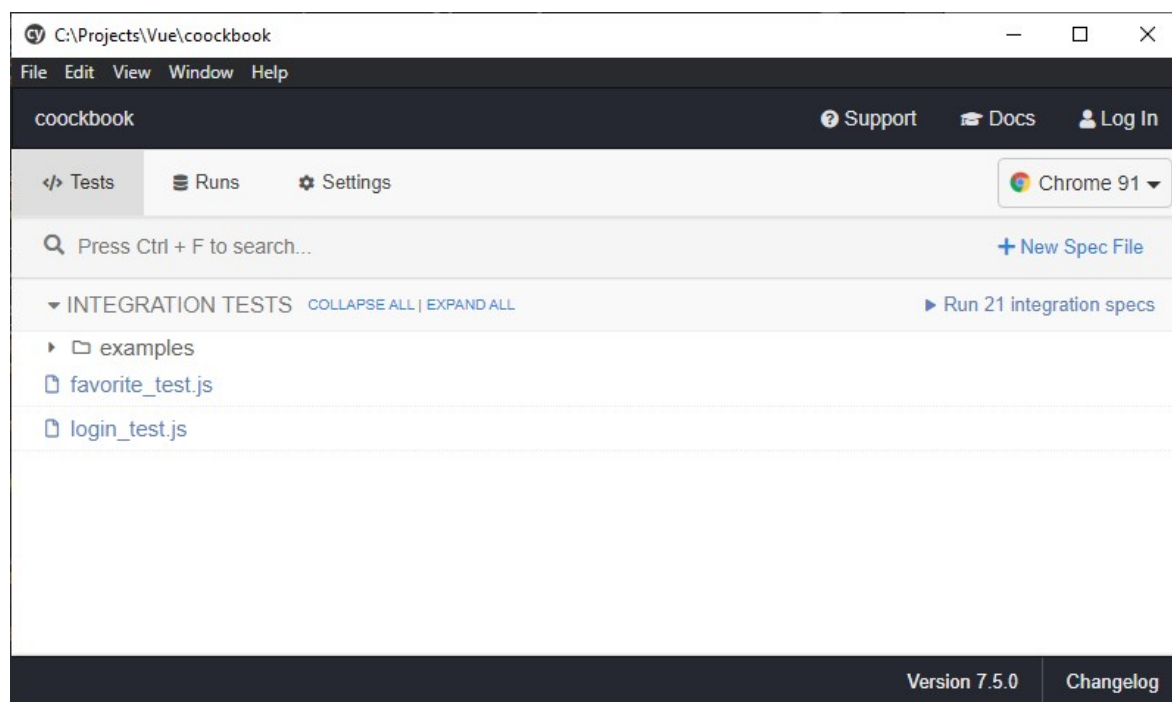 cy C:\Projects\Vue\coockbook
File Edit View Window Help
coockbook Support Docs Log In
</> Tests Runs Settings Chrome 91
Press Ctrl + F to search... + New Spec File
INTEGRATION TESTS COLLAPSE ALL | EXPAND ALL Run 21 integration specs
examples
favorite_test.js
login_test.js
Version 7.5.0 Changelog